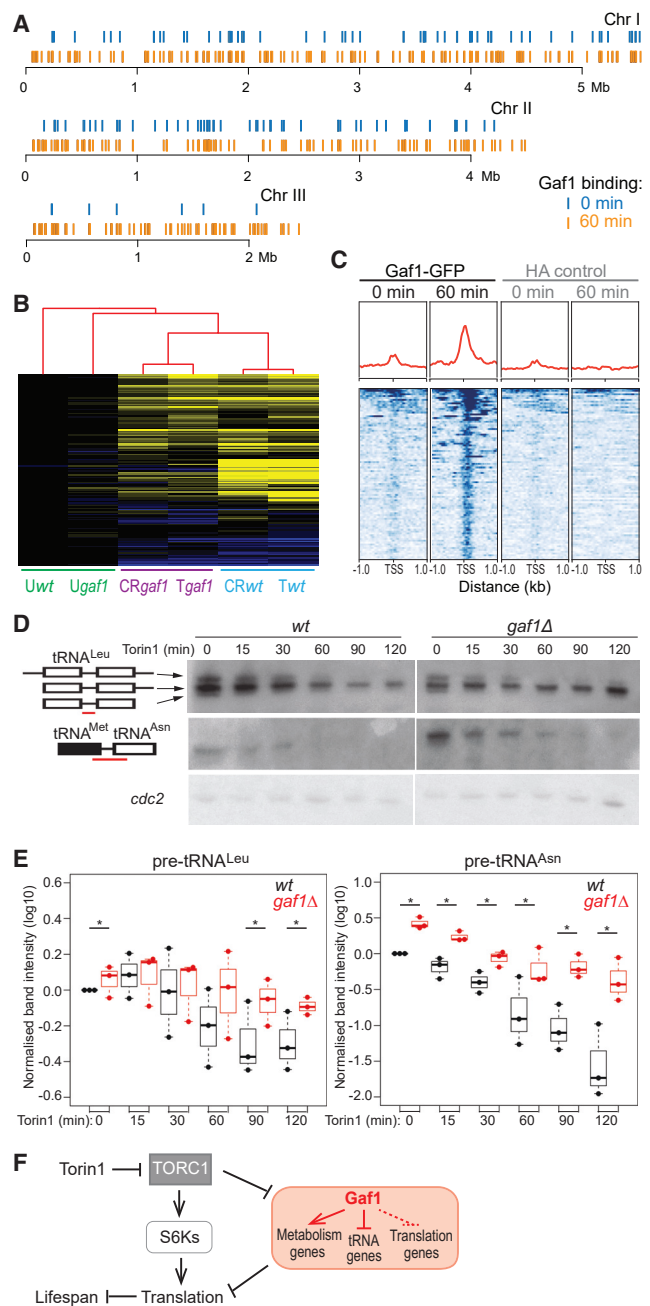 A
Chr I
0 1 2 3 4 5 Mb
Chr II
0 1 2 3 4 Mb
Chr III
0 1 2 Mb
Gaf1 binding:
0 min
60 min
B
Uwt Ugaf1 CRgaf1 Tgaf1 CRwt Twt
C
Gaf1-GFP HA control
0 min 60 min 0 min 60 min
-1.0 TSS 1.0 -1.0 TSS 1.0 -1.0 TSS 1.0 -1.0 TSS 1.0
Distance (kb)
D
wt gaf1Δ
Torin1 (min) 0 15 30 60 90 120 0 15 30 60 90 120
tRNALeu
tRNAMet tRNAAsn
cdc2
E
pre-tRNALeu
Normalised band intensity (log10)
0.6
0.2
0.0
-0.2
-0.4
-0.6
wt
gaf1Δ
* * *
Torin1 (min): 0 15 30 60 90 120
pre-tRNAAsn
Normalised band intensity (log10)
1.0
0.5
0.0
-0.5
-1.0
-1.5
-2.0
wt
gaf1Δ
* * * * * *
Torin1 (min): 0 15 30 60 90 120
F
Torin1 TORC1
Gaf1
S6Ks
Metabolism genes
tRNA genes
Translation genes
Lifespan Translation